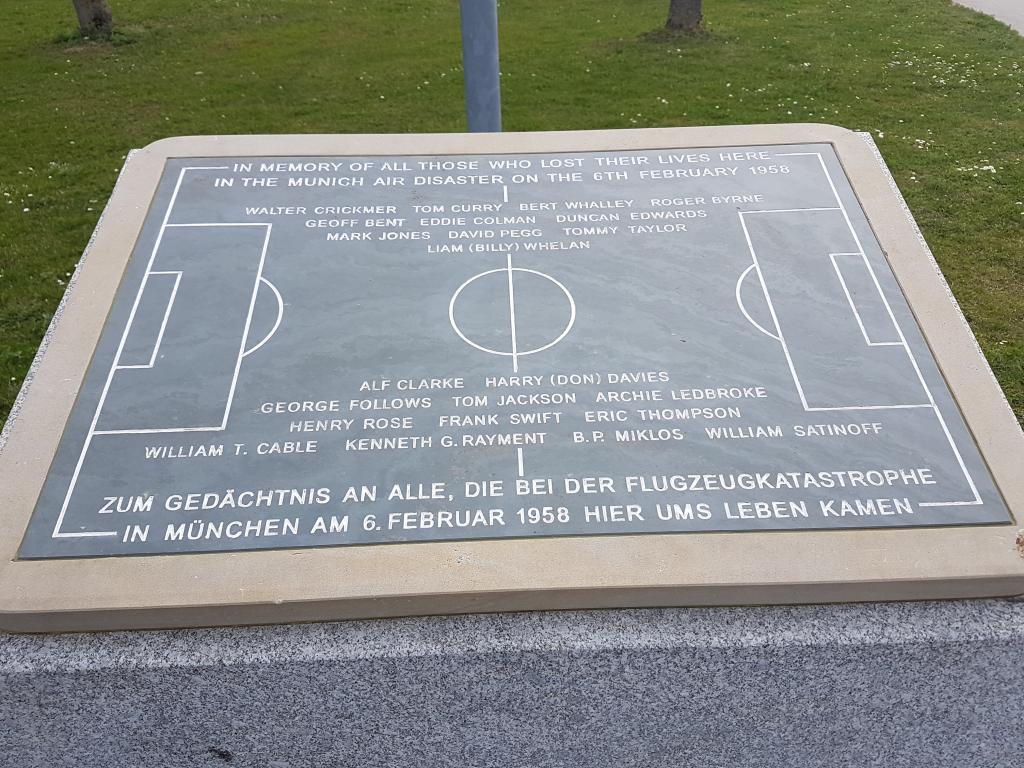 IN MEMORY OF ALL THOSE WHO LOST THEIR LIVES HERE
IN THE MUNICH AIR DISASTER ON THE 6TH FEBRUARY 1958
WALTER CRICKMER TOM CURRY BERT WHALLEY ROGER BYRNE
GEOFF BENT EDDIE COLMAN DUNCAN EDWARDS
MARK JONES DAVID PEGG TOMMY TAYLOR
LIAM (BILLY) WHELAN
ALF CLARKE HARRY (DON) DAVIES
GEORGE FOLLOWS TOM JACKSON ARCHIE LEDBROKE
HENRY ROSE FRANK SWIFT ERIC THOMPSON
WILLIAM T. CABLE KENNETH G. RAYMENT B.P. MIKLOS WILLIAM SATINOFF
ZUM GEDÄCHTNIS AN ALLE, DIE BEI DER FLUGZEUGKATASTROPHE
IN MÜNCHEN AM 6. FEBRUAR 1958 HIER UMS LEBEN KAMEN